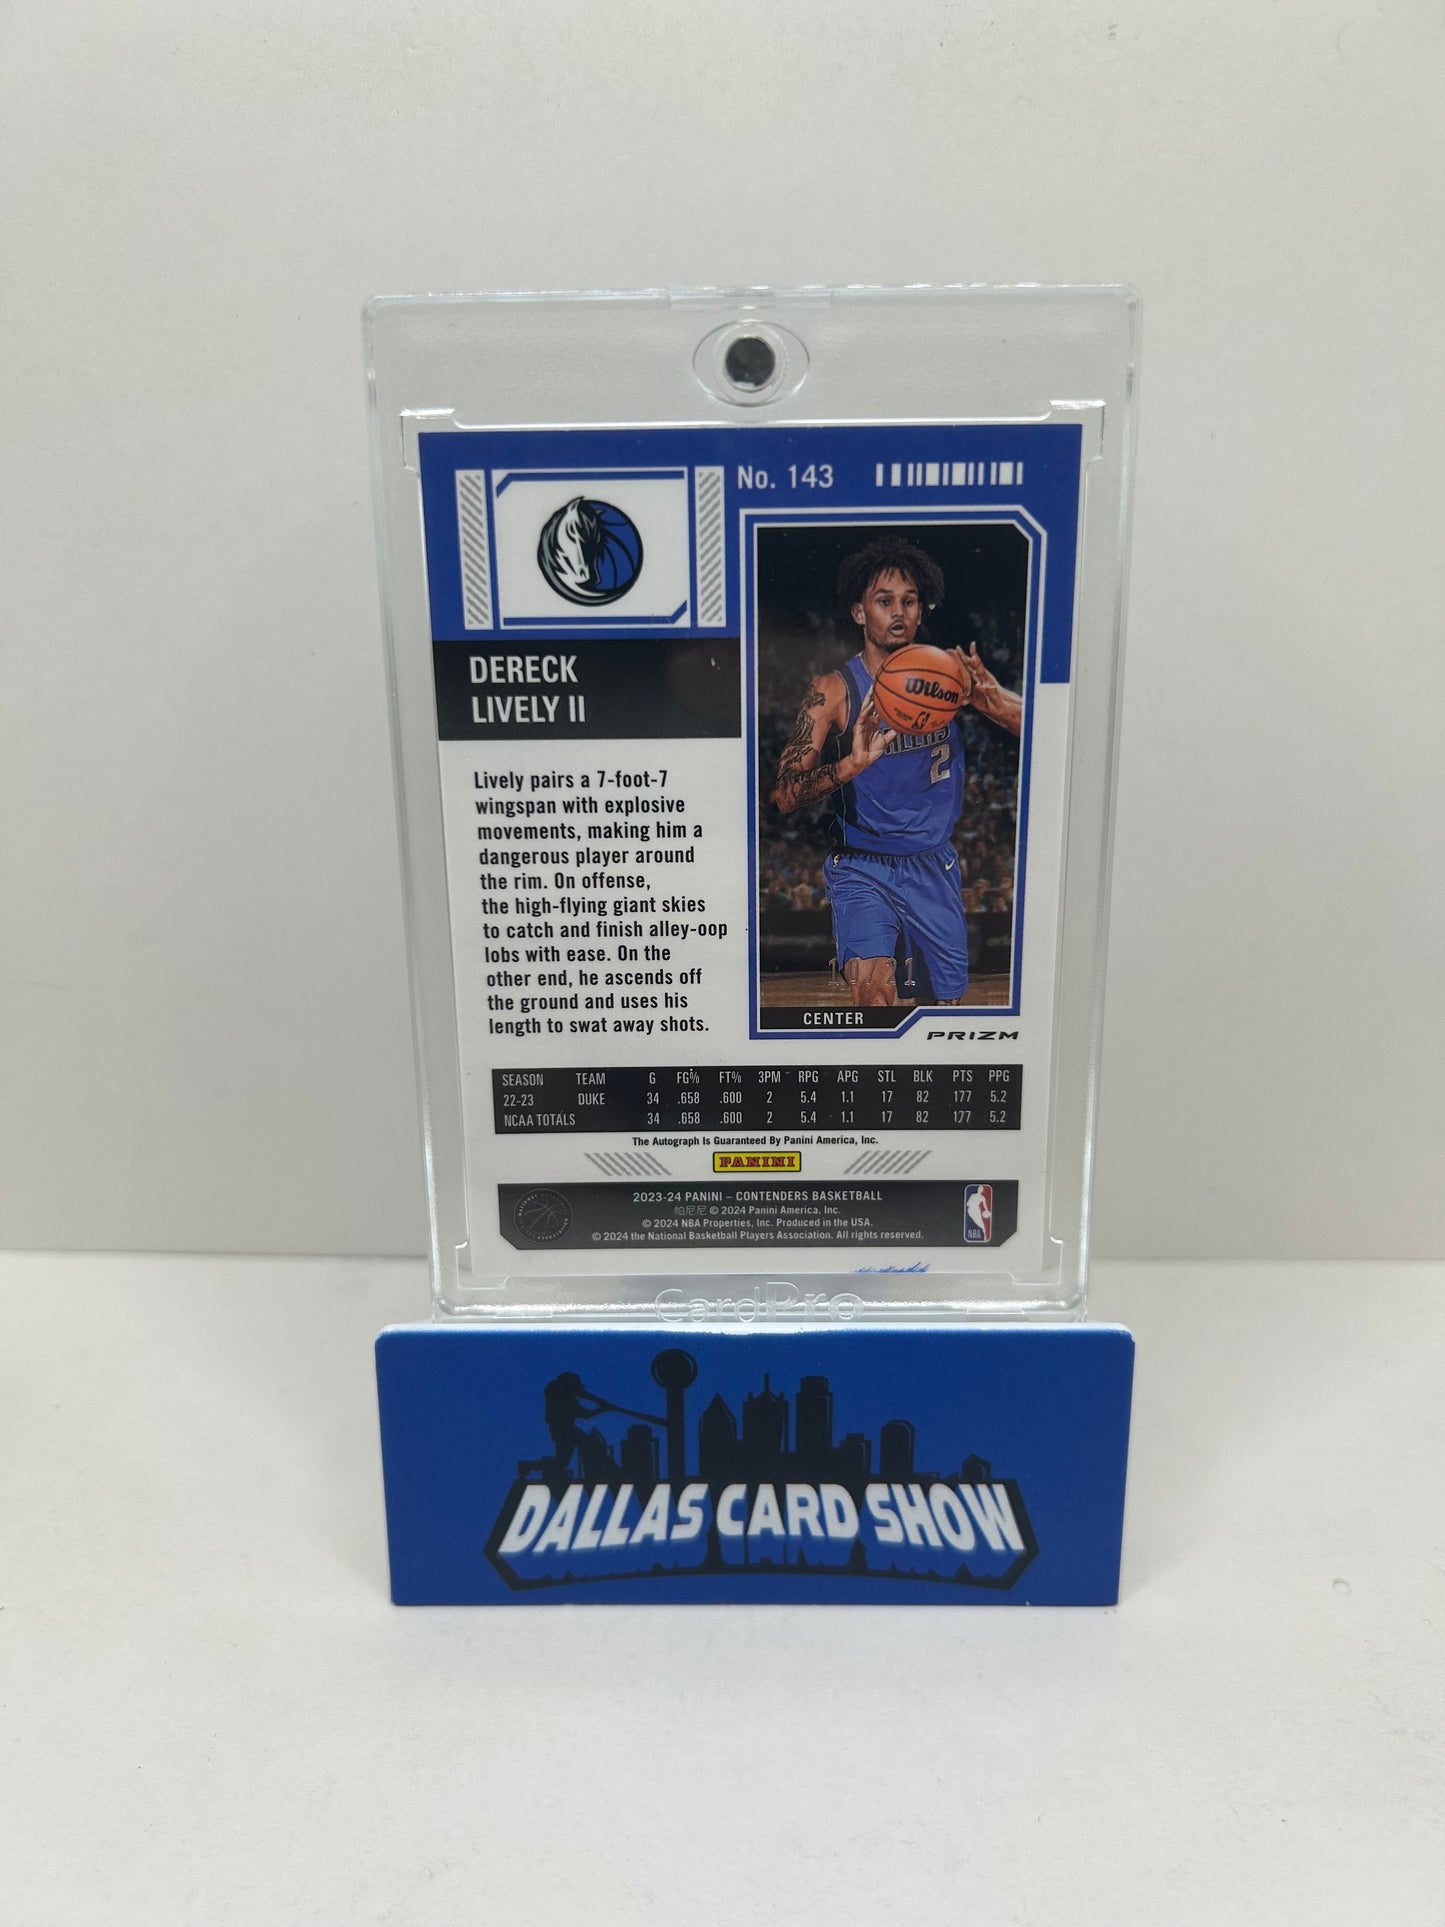 No. 143
DERECK
LIVELY II
Wilson
DALLAS
2
Lively pairs a 7-foot-7
wingspan with explosive
movements, making him a
dangerous player around
the rim. On offense,
the high-flying giant skies
to catch and finish alley-oop
lobs with ease. On the
other end, he ascends off
the ground and uses his
length to swat away shots.
10/21
CENTER
PRIZM
SEASON TEAM G FG% FT% 3PM RPG APG STL BLK PTS PPG
22-23 DUKE 34 .658 .600 2 5.4 1.1 17 82 177 5.2
NCAA TOTALS 34 .658 .600 2 5.4 1.1 17 82 177 5.2
The Autograph Is Guaranteed By Panini America, Inc.
PANINI
2023-24 PANINI – CONTENDERS BASKETBALL
帕尼尼 © 2024 Panini America, Inc.
© 2024 NBA Properties, Inc. Produced in the USA.
© 2024 the National Basketball Players Association. All rights reserved.
NBA
CardPro
DALLAS CARD SHOW